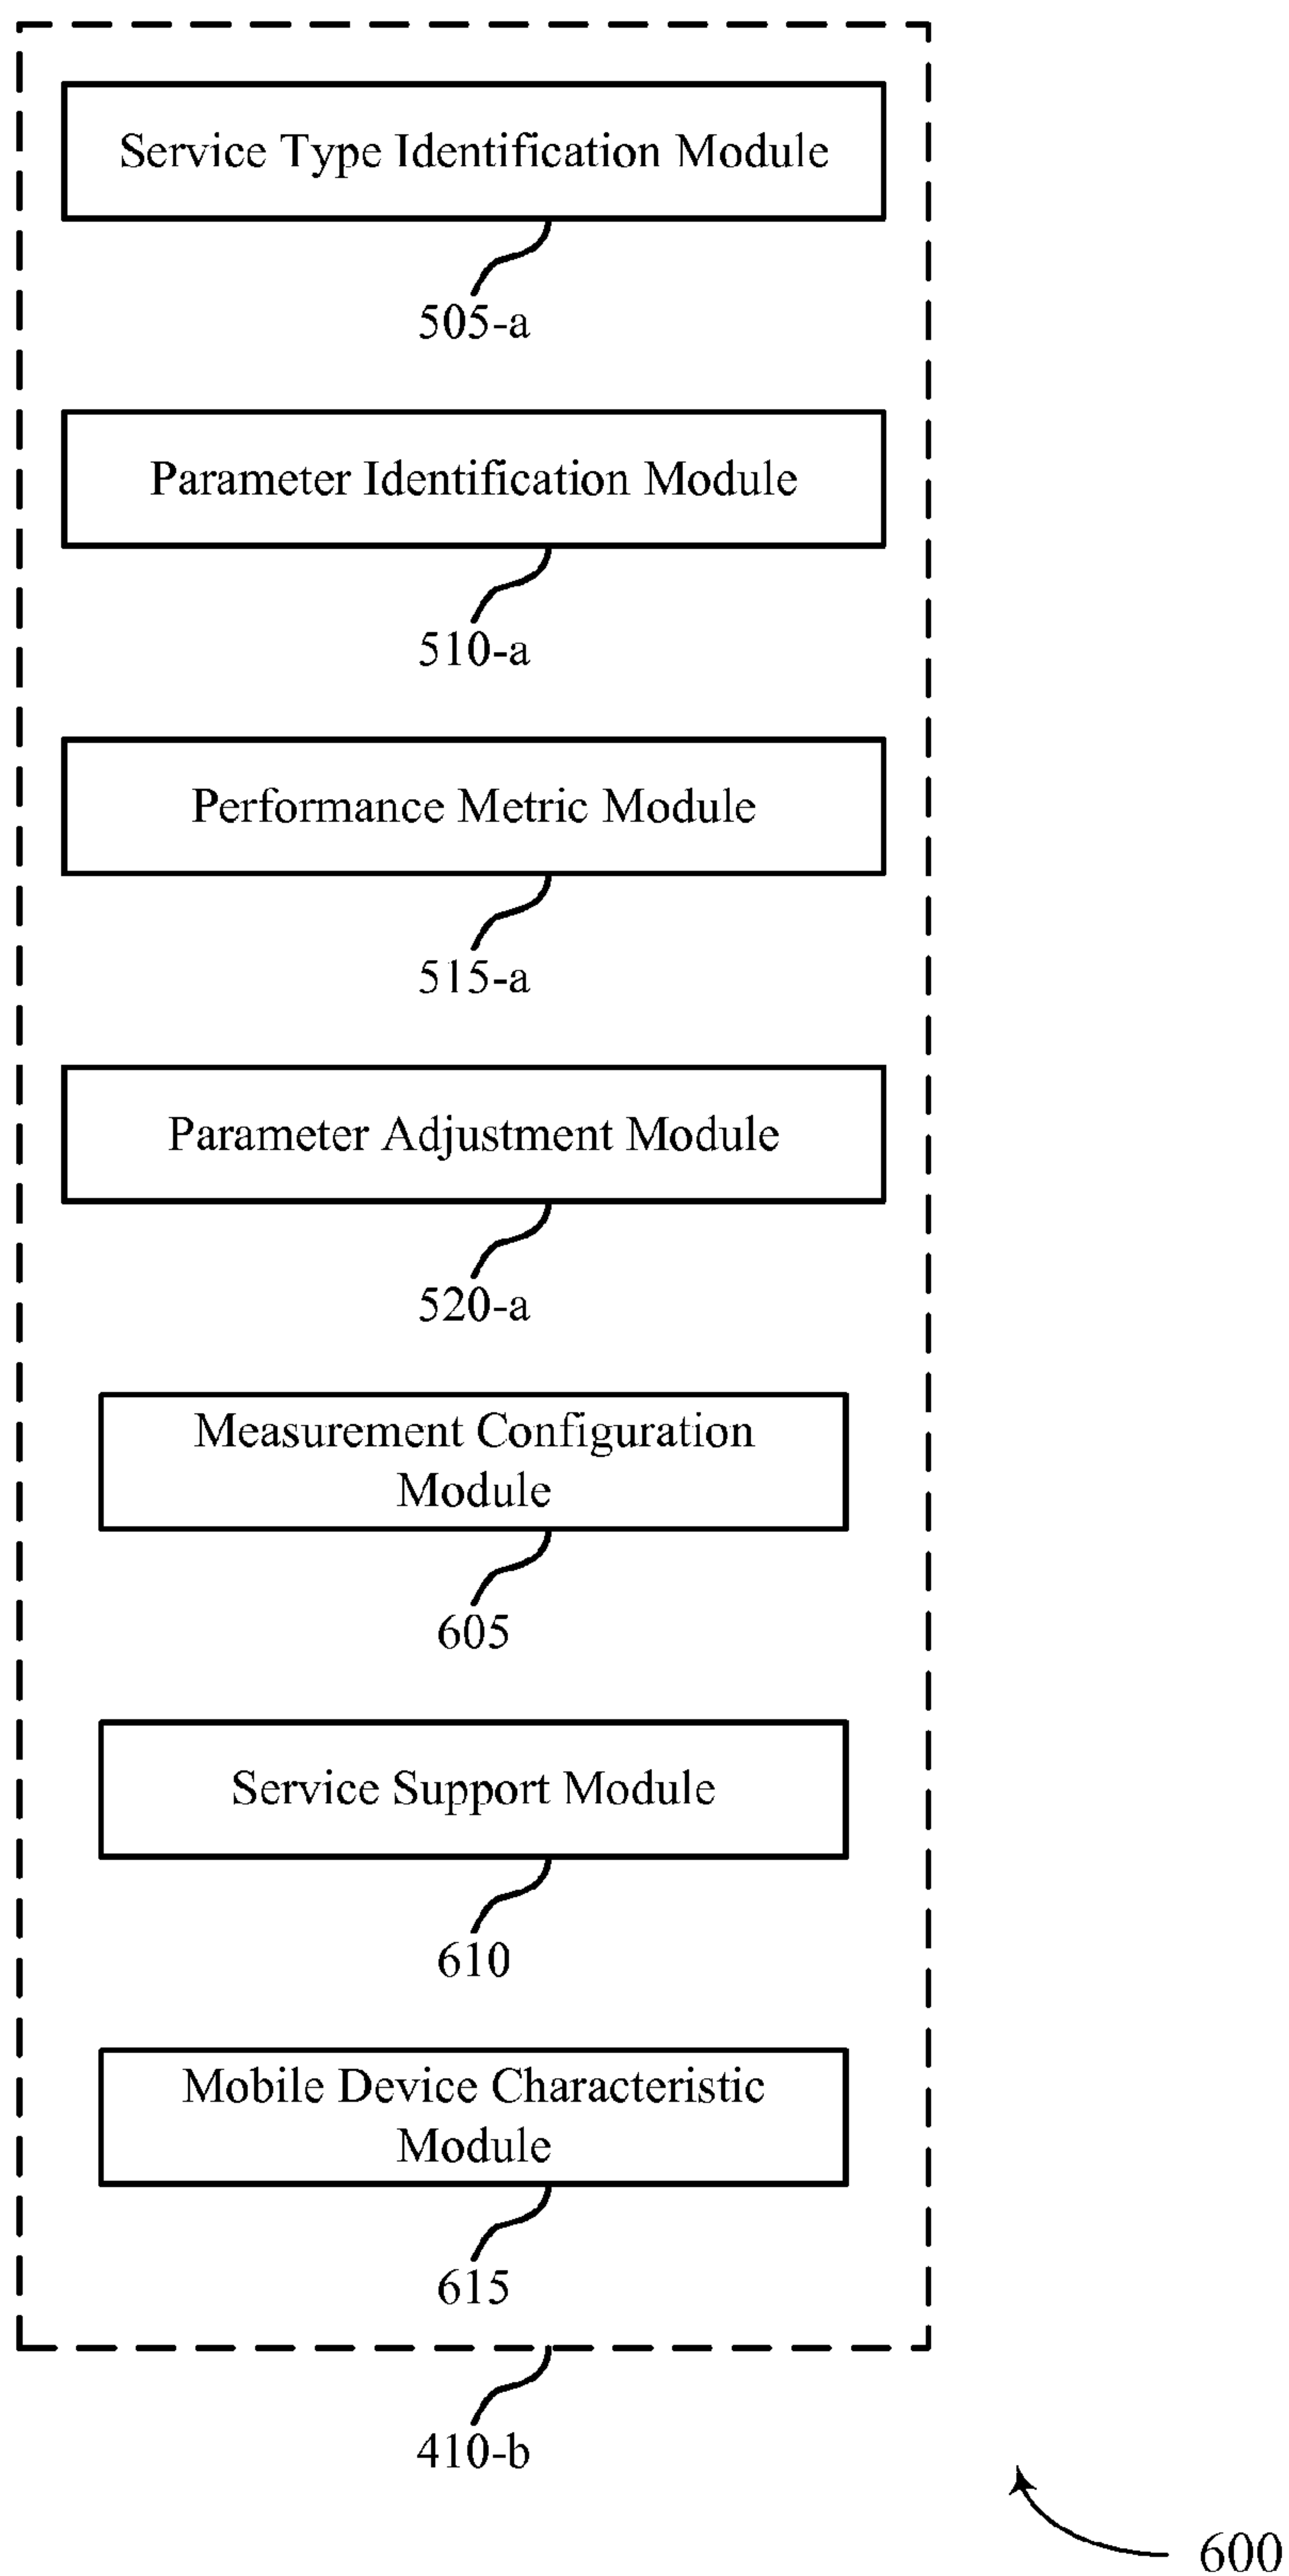 Service Type Identification Module
505-a
Parameter Identification Module
510-a
Performance Metric Module
515-a
Parameter Adjustment Module
520-a
Measurement Configuration
Module
605
Service Support Module
610
Mobile Device Characteristic
Module
615
410-b
600